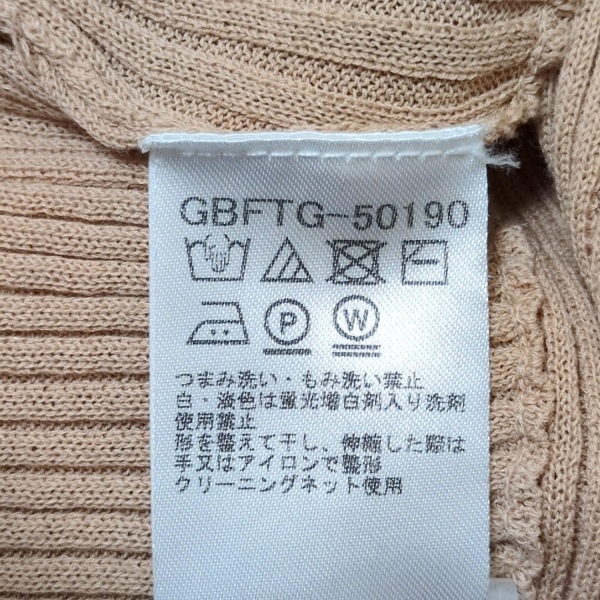 GBFTG-50190
P W
つまみ洗い・もみ洗い禁止
白・淡色は蛍光増白剤入り洗剤
使用禁止
形を整えて干し、伸縮した際は
手又はアイロンで整形
クリーニングネット使用